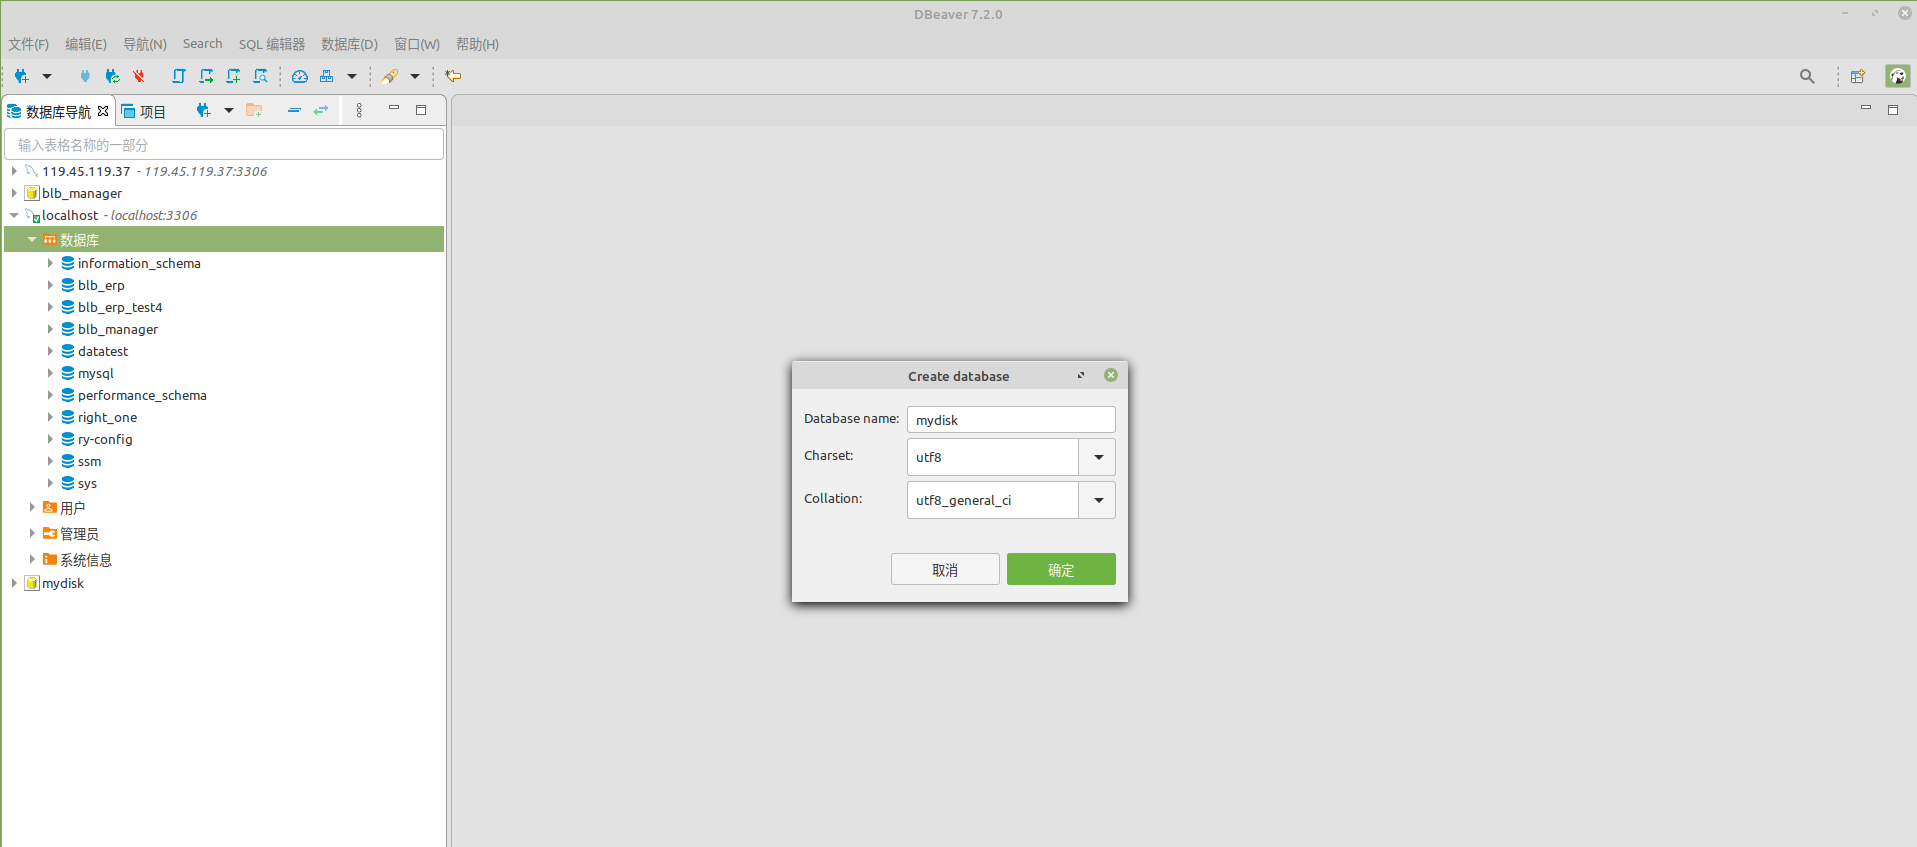 DBeaver 7.2.0
文件(F) 编辑(E) 导航(N) Search SQL 编辑器 数据库(D) 窗口(W) 帮助(H)
数据库导航 项目
输入表格名称的一部分
119.45.119.37 - 119.45.119.37:3306
blb_manager
localhost - localhost:3306
数据库
information_schema
blb_erp
blb_erp_test4
blb_manager
datatest
mysql
performance_schema
right_one
ry-config
ssm
sys
用户
管理员
系统信息
mydisk
Create database
Database name: mydisk
Charset: utf8
Collation: utf8_general_ci
取消 确定